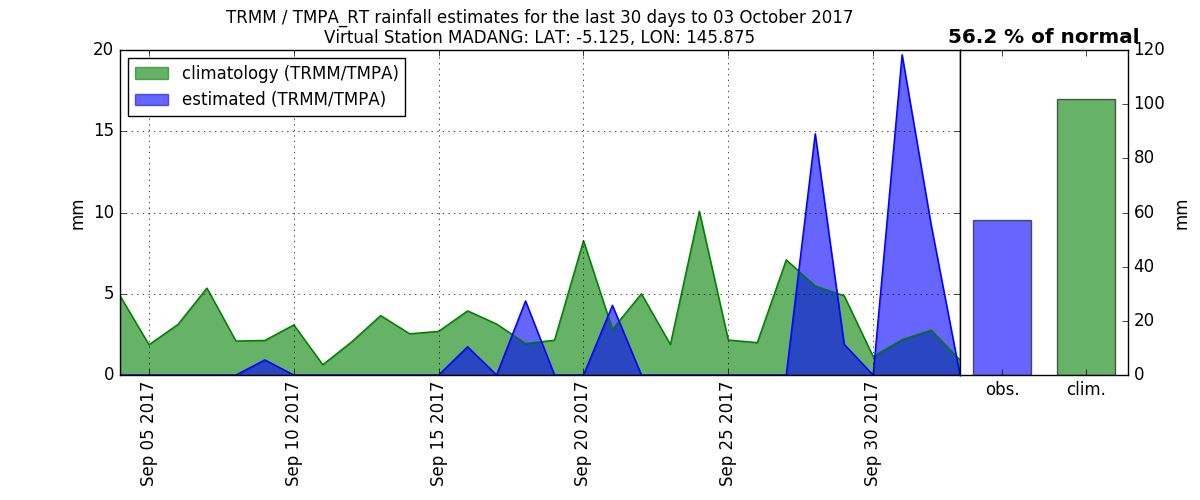 TRMM / TMPA_RT rainfall estimates for the last 30 days to 03 October 2017
Virtual Station MADANG: LAT: -5.125, LON: 145.875
56.2 % of normal
climatology (TRMM/TMPA)
estimated (TRMM/TMPA)
20
15
10
5
0
mm
120
100
80
60
40
20
0
mm
Sep 05 2017
Sep 10 2017
Sep 15 2017
Sep 20 2017
Sep 25 2017
Sep 30 2017
obs.
clim.